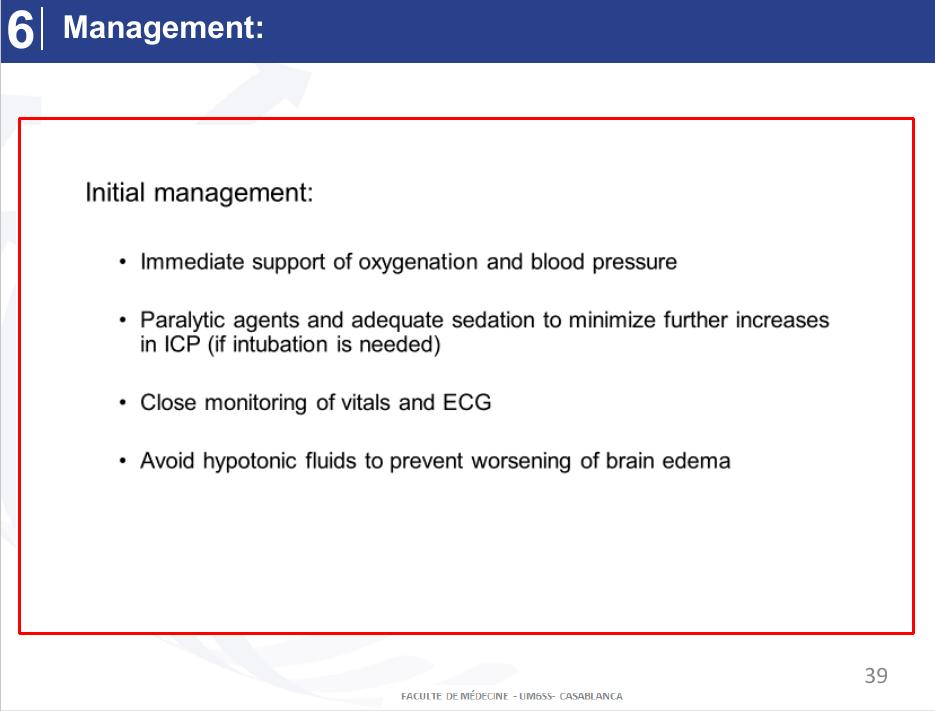 6 Management:
Initial management:
• Immediate support of oxygenation and blood pressure
• Paralytic agents and adequate sedation to minimize further increases
in ICP (if intubation is needed)
• Close monitoring of vitals and ECG
• Avoid hypotonic fluids to prevent worsening of brain edema
39
FACULTE DE MÉDECINE - UM6SS- CASABLANCA